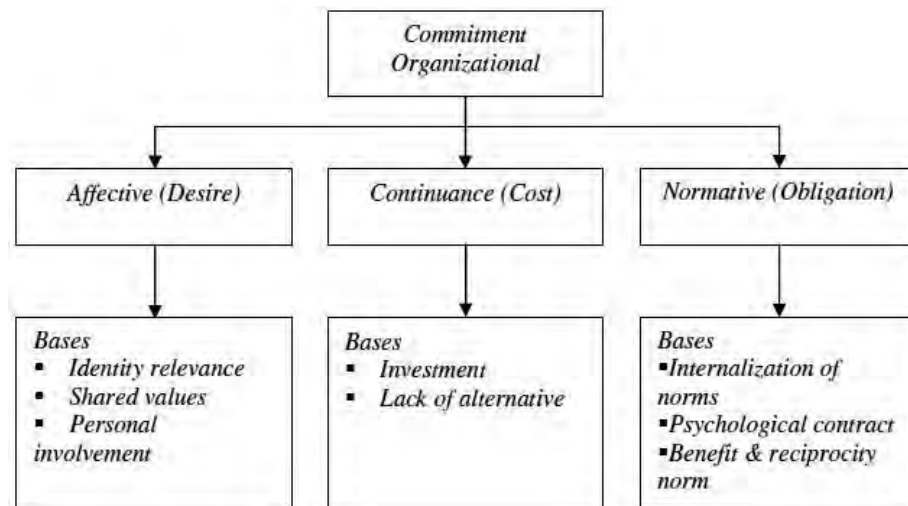 Commitment
Organizational
Affective (Desire)
Continuance (Cost)
Normative (Obligation)
Bases
▪ Identity relevance
▪ Shared values
▪ Personal
involvement
Bases
▪ Investment
▪ Lack of alternative
Bases
▪Internalization of
norms
▪Psychological contract
▪Benefit & reciprocity
norm